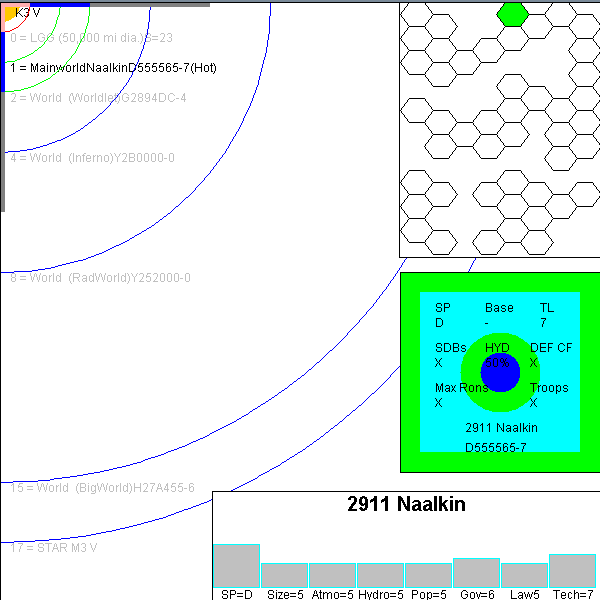 K3 V
0 = LGG (50,000 mi dia.)S=23
1 = MainworldNaalkinD555565-7(Hot)
2 = World (Worldlet)G2894DC-4
4 = World (Inferno)Y2B0000-0
8 = World (RadWorld)Y252000-0
15 = World (BigWorld)H27A455-6
17 = STAR M3 V
SP Base TL
D - 7
SDBs HYD DEF CF
X 50% X
Max Rons Troops
X X
2911 Naalkin
D555565-7
2911 Naalkin
SP=D Size=5 Atmo=5 Hydro=5 Pop=5 Gov=6 Law5 Tech=7